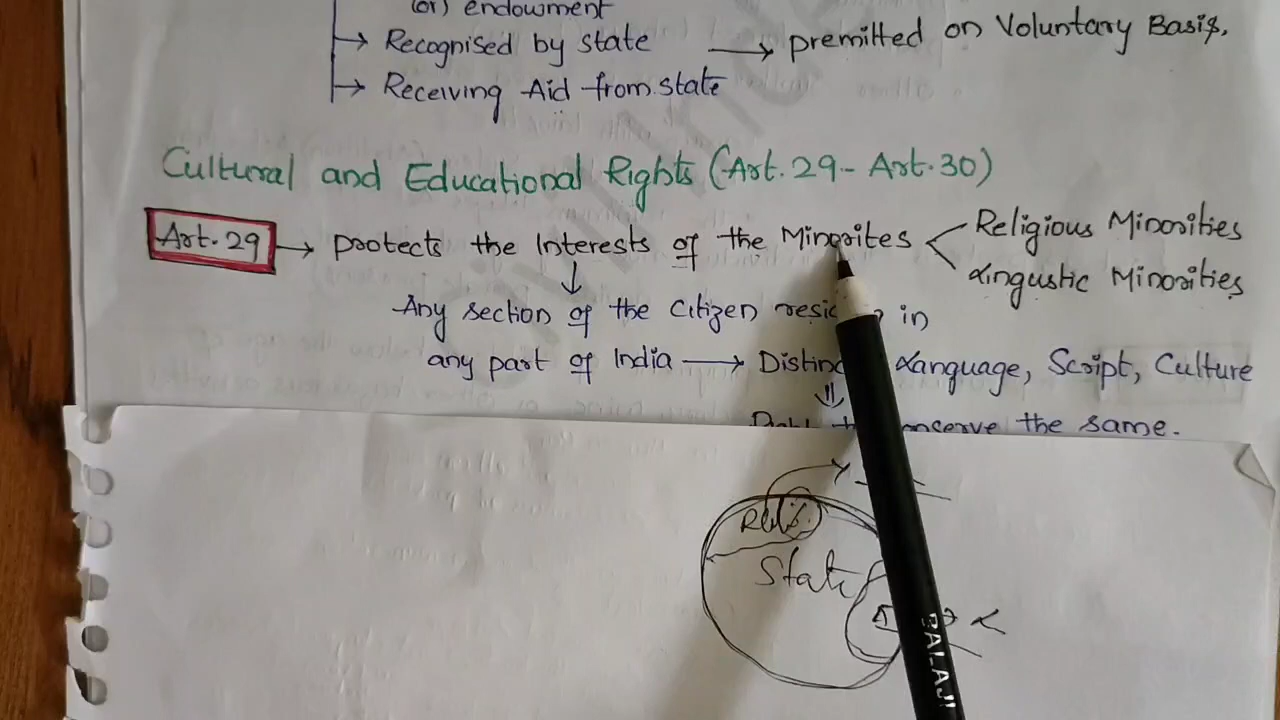 (or) endowment
→ Recognised by state → premitted on Voluntary Basis.
→ Receiving Aid from state
Cultural and Educational Rights (Art.29 - Art.30)
Art.29 → protects the Interests of the Minorites < Religious Minorities
Lingustic Minorities
Any section of the Citizen in
any part of India → Language, Script, Culture
the same.
State
BALAJI